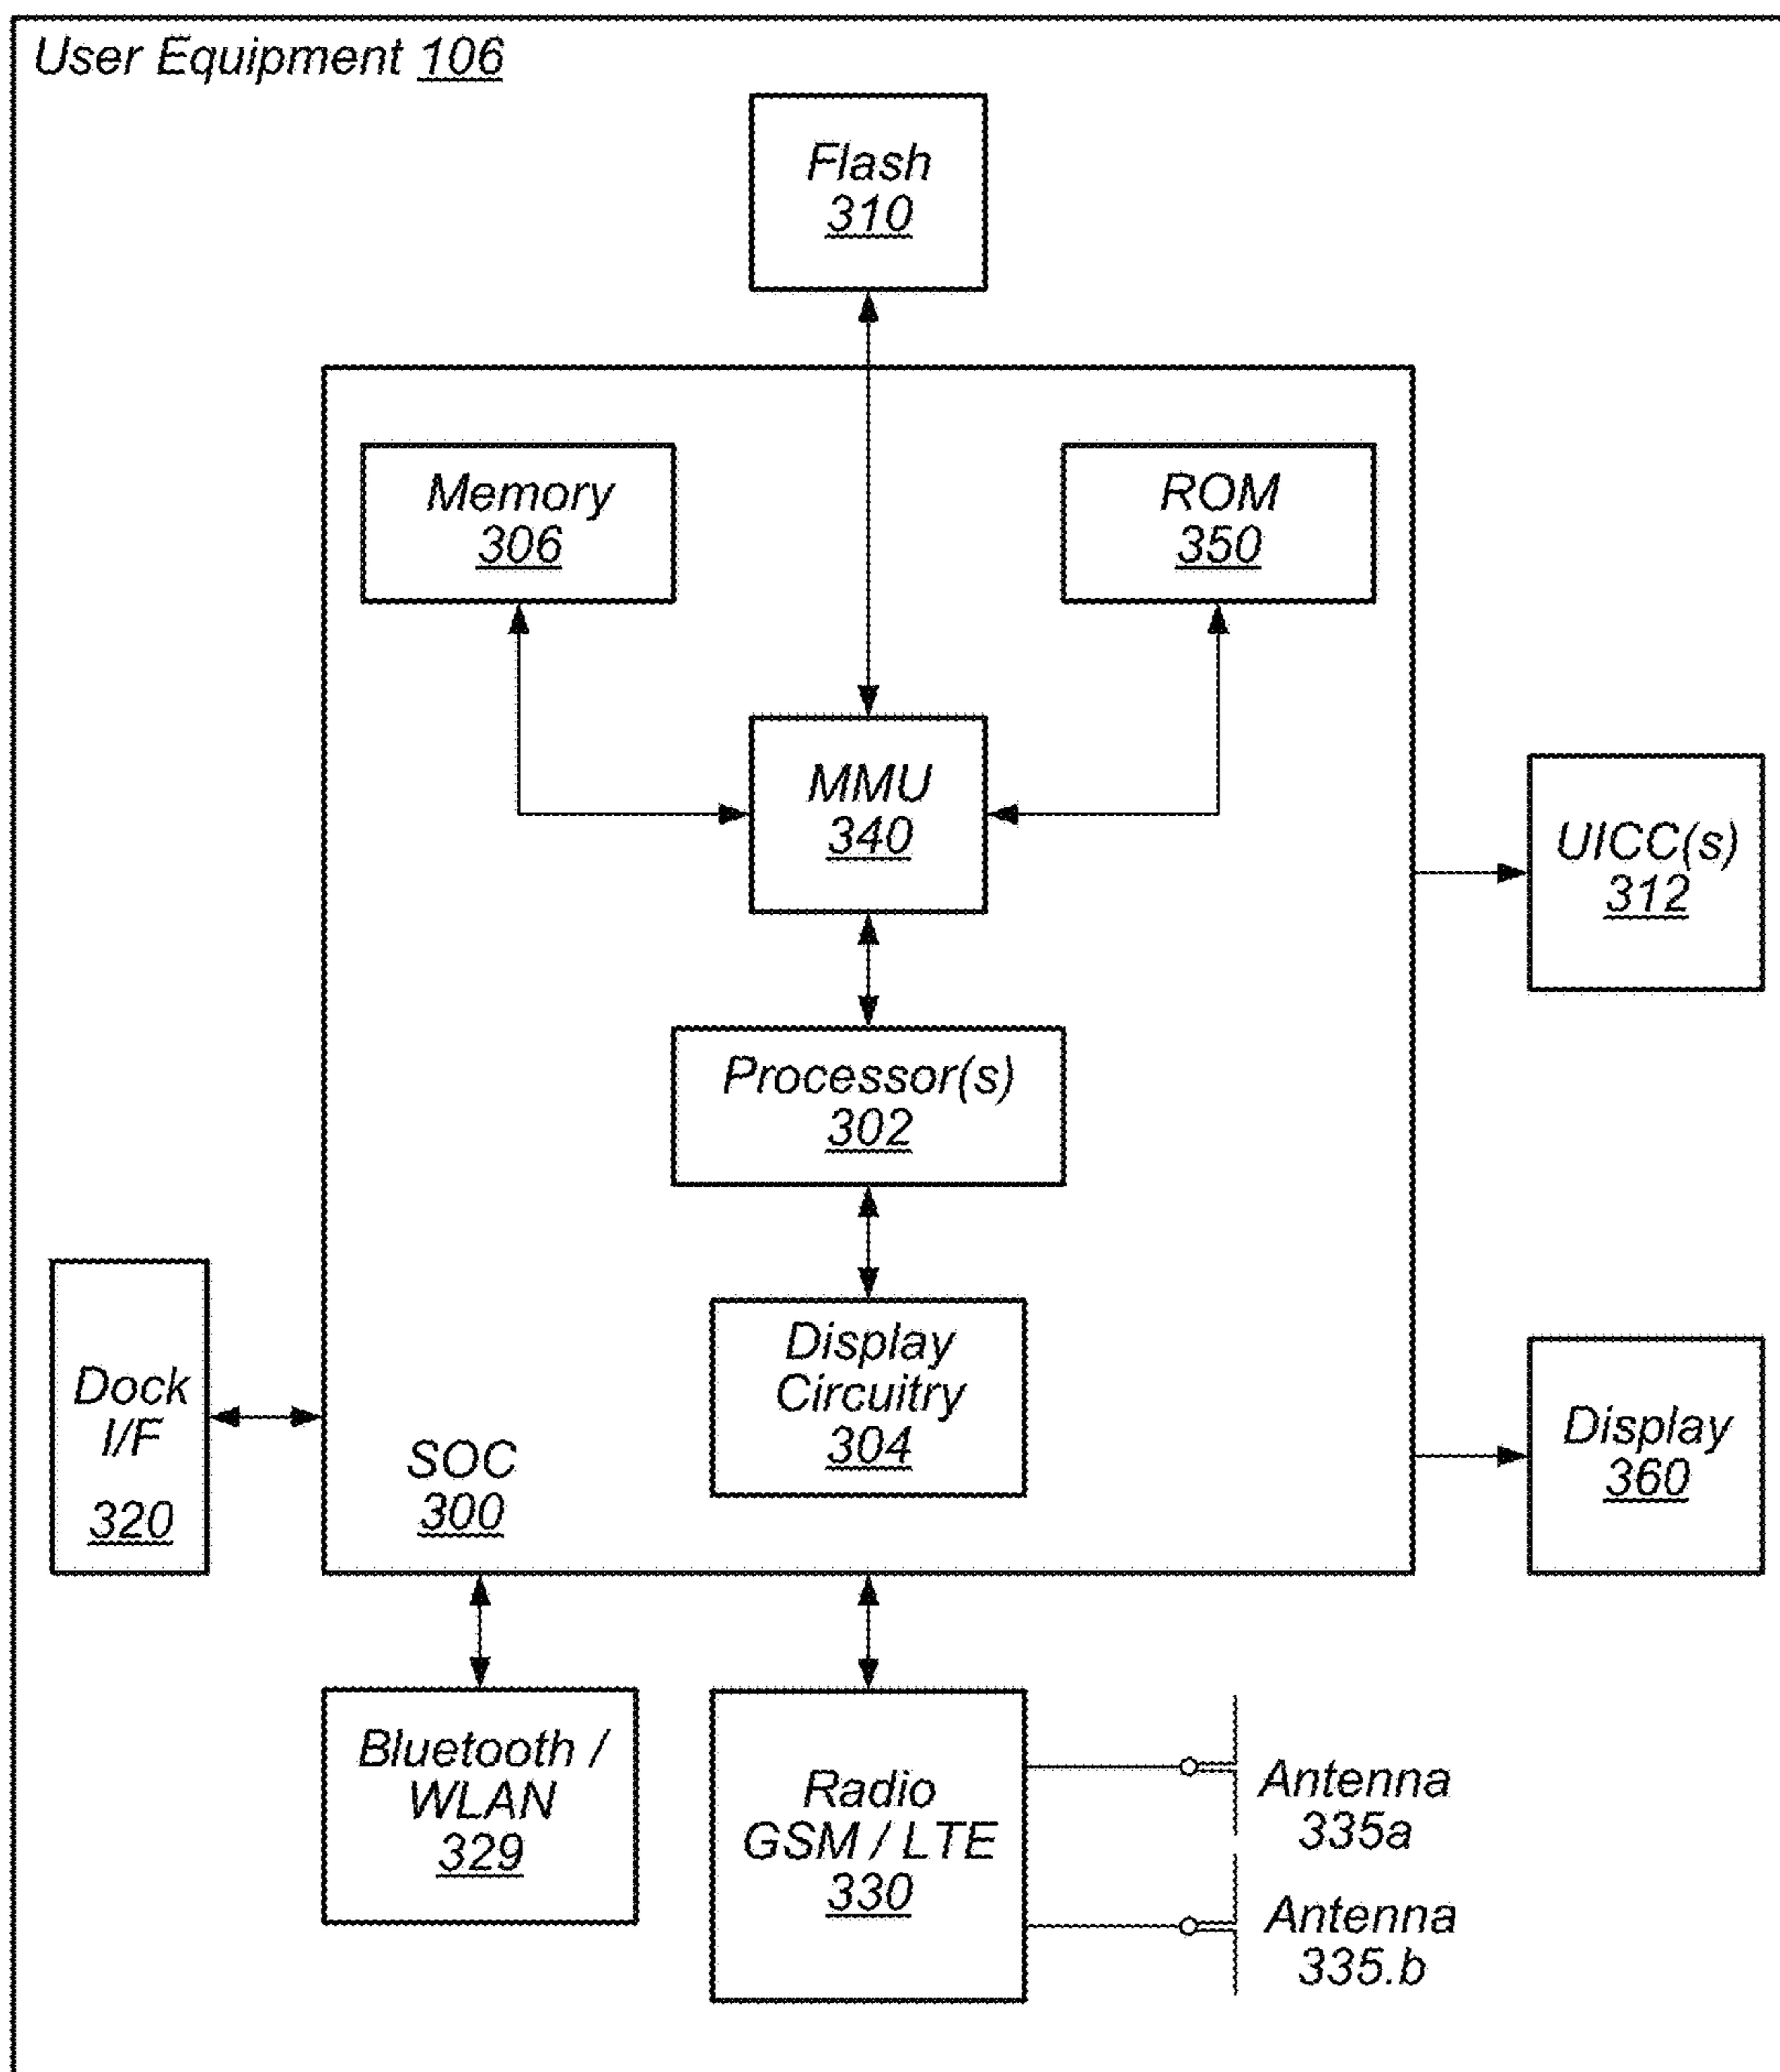 User Equipment 106
Flash
310
Memory
306
ROM
350
MMU
340
UICC(s)
312
Processor(s)
302
Display
Circuitry
304
Dock
I/F
320
SOC
300
Display
360
Bluetooth /
WLAN
329
Radio
GSM / LTE
330
Antenna
335a
Antenna
335.b